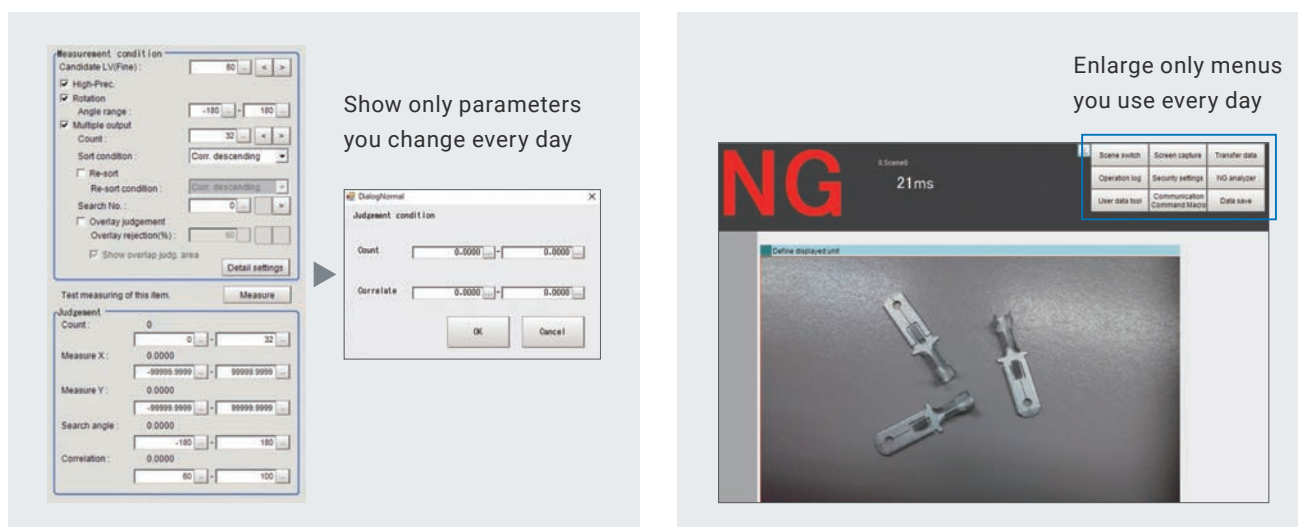 Measurement condition
Candidate LV(Fine) : 60 ... < >
High-Prec.
Rotation
Angle range : -180 ... - 180 ...
Multiple output
Count : 32 ... < >
Sort condition : Corr. descending
Re-sort
Re-sort condition : Corr. descending
Search No. : 0 ... >
Overlay judgement
Overlay rejection(%) : 60
Show overlap judg. area
Detail settings
Test measuring of this item. Measure
Judgement
Count : 0
0 ... - 32 ...
Measure X : 0.0000
-99999.9999 ... - 99999.9999 ...
Measure Y : 0.0000
-99999.9999 ... - 99999.9999 ...
Search angle : 0.0000
-180 ... - 180 ...
Correlation : 0.0000
60 ... - 100 ...
Show only parameters
you change every day
DialogNormal X
Judgment condition
Count 0.0000 ... - 0.0000 ...
Correlate 0.0000 ... - 0.0000 ...
OK Cancel
Enlarge only menus
you use every day
NG
0.Scene0
21ms
Scene switch Screen capture Transfer data
Operation log Security settings NG analyzer
User data tool Communication Command Macro Data save
Define displayed unit